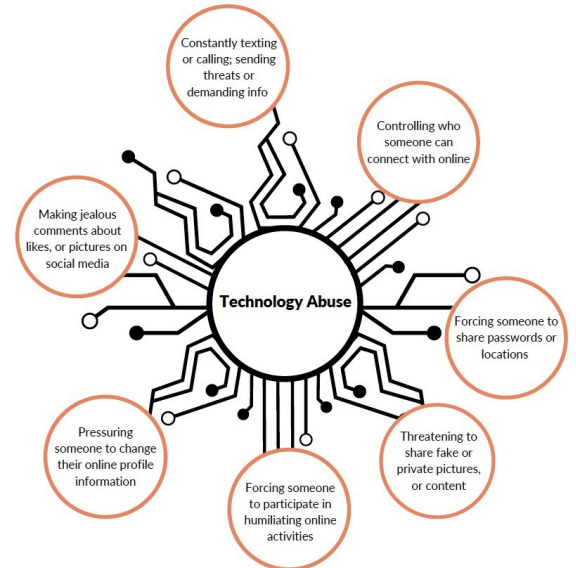 Constantly texting
or calling; sending
threats or
demanding info
Controlling who
someone can
connect with online
Making jealous
comments about
likes, or pictures on
social media
Technology Abuse
Forcing someone to
share passwords or
locations
Pressuring
someone to change
their online profile
information
Threatening to
share fake or
private pictures,
or content
Forcing someone
to participate in
humiliating online
activities